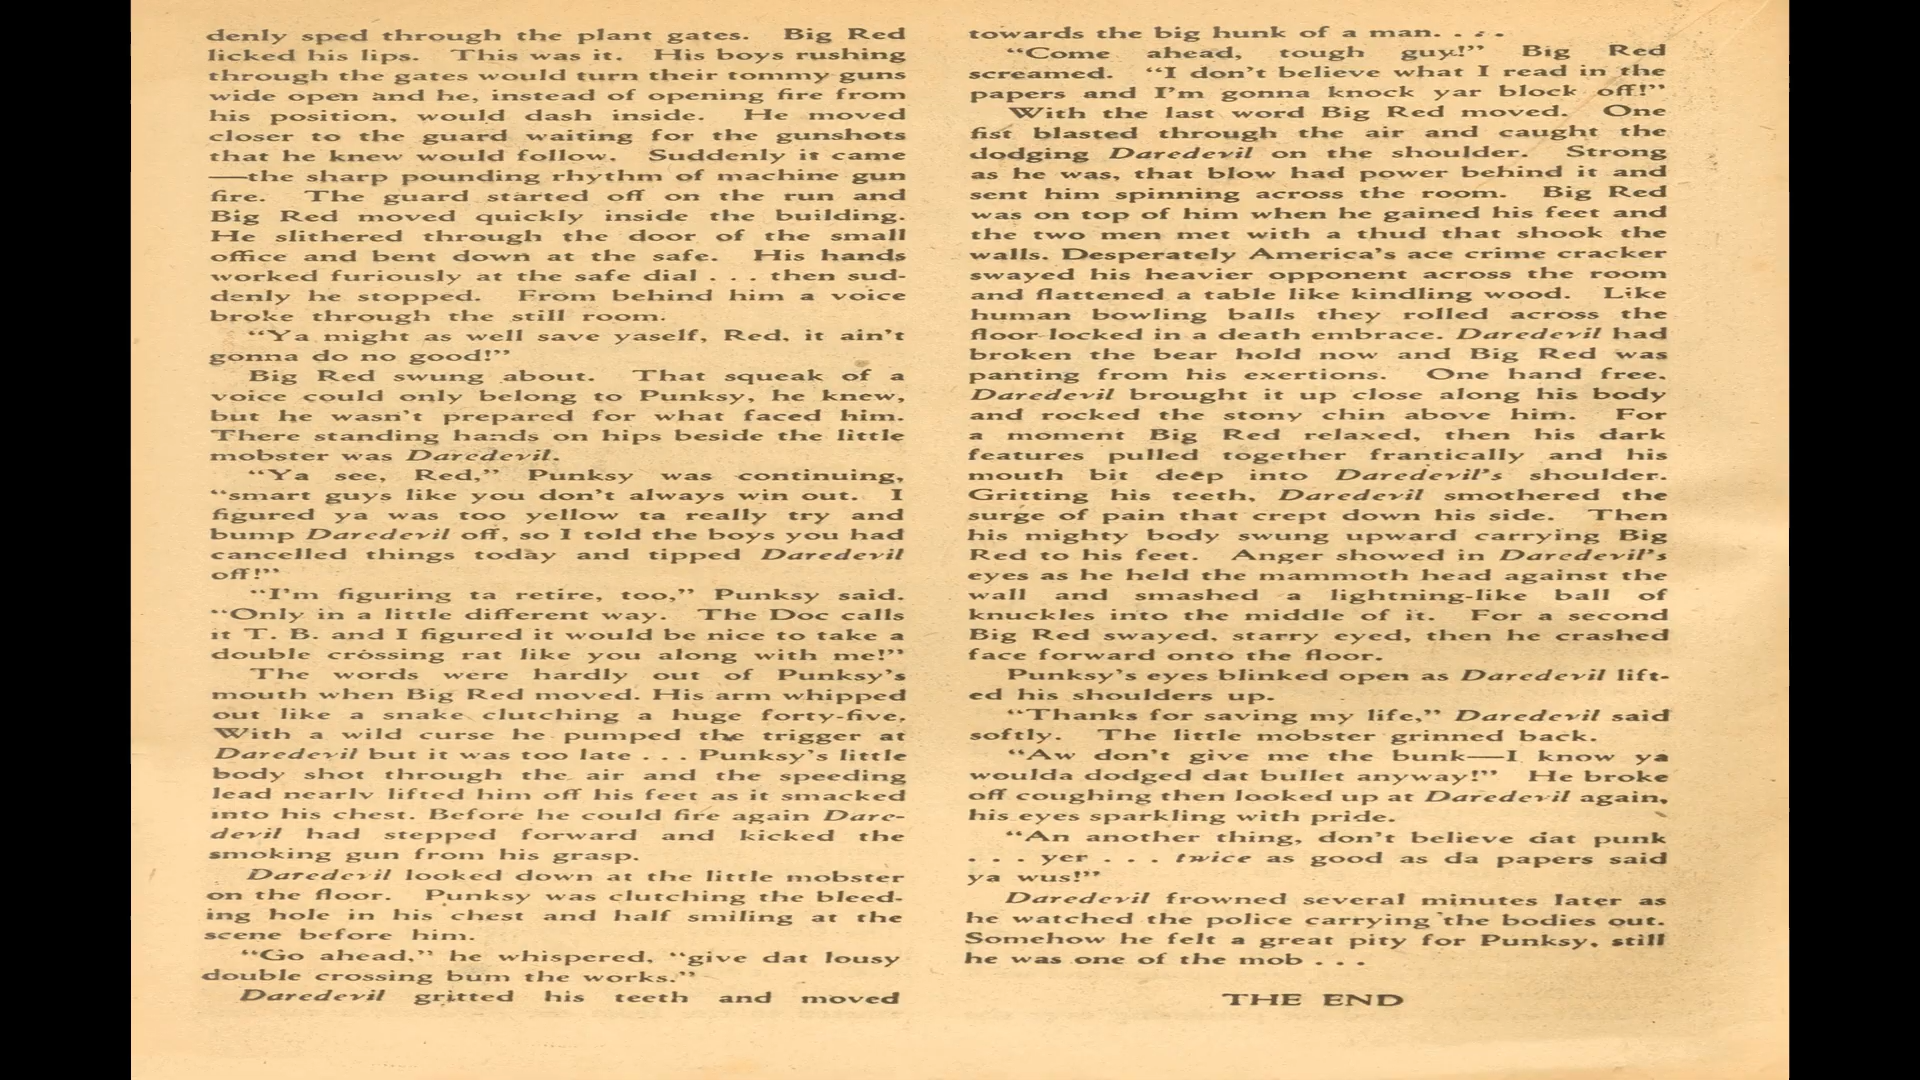 denly sped through the plant gates. Big Red
licked his lips. This was it. His boys rushing
through the gates would turn their tommy guns
wide open and he, instead of opening fire from
his position, would dash inside. He moved
closer to the guard waiting for the gunshots
that he knew would follow. Suddenly it came
—the sharp pounding rhythm of machine gun
fire. The guard started off on the run and
Big Red moved quickly inside the building.
He slithered through the door of the small
office and bent down at the safe. His hands
worked furiously at the safe dial . . . then sud-
denly he stopped. From behind him a voice
broke through the still room.
“Ya might as well save yaself, Red, it ain’t
gonna do no good!”
Big Red swung about. That squeak of a
voice could only belong to Punksy, he knew,
but he wasn’t prepared for what faced him.
There standing hands on hips beside the little
mobster was Daredevil.
“Ya see, Red,” Punksy was continuing,
“smart guys like you don’t always win out. I
figured ya was too yellow ta really try and
bump Daredevil off, so I told the boys you had
cancelled things today and tipped Daredevil
off!”
“I’m figuring ta retire, too,” Punksy said.
“Only in a little different way. The Doc calls
it T. B. and I figured it would be nice to take a
double crossing rat like you along with me!”
The words were hardly out of Punksy’s
mouth when Big Red moved. His arm whipped
out like a snake clutching a huge forty-five.
With a wild curse he pumped the trigger at
Daredevil but it was too late . . . Punksy’s little
body shot through the air and the speeding
lead nearly lifted him off his feet as it smacked
into his chest. Before he could fire again Dare-
devil had stepped forward and kicked the
smoking gun from his grasp.
Daredevil looked down at the little mobster
on the floor. Punksy was clutching the bleed-
ing hole in his chest and half smiling at the
scene before him.
“Go ahead,” he whispered, “give dat lousy
double crossing bum the works.”
Daredevil gritted his teeth and moved
towards the big hunk of a man. . . .
“Come ahead, tough guy!” Big Red
screamed. “I don’t believe what I read in the
papers and I’m gonna knock yar block off!”
With the last word Big Red moved. One
fist blasted through the air and caught the
dodging Daredevil on the shoulder. Strong
as he was, that blow had power behind it and
sent him spinning across the room. Big Red
was on top of him when he gained his feet and
the two men met with a thud that shook the
walls. Desperately America’s ace crime cracker
swayed his heavier opponent across the room
and flattened a table like kindling wood. Like
human bowling balls they rolled across the
floor locked in a death embrace. Daredevil had
broken the bear hold now and Big Red was
panting from his exertions. One hand free,
Daredevil brought it up close along his body
and rocked the stony chin above him. For
a moment Big Red relaxed, then his dark
features pulled together frantically and his
mouth bit deep into Daredevil’s shoulder.
Gritting his teeth, Daredevil smothered the
surge of pain that crept down his side. Then
his mighty body swung upward carrying Big
Red to his feet. Anger showed in Daredevil’s
eyes as he held the mammoth head against the
wall and smashed a lightning-like ball of
knuckles into the middle of it. For a second
Big Red swayed, starry eyed, then he crashed
face forward onto the floor.
Punksy’s eyes blinked open as Daredevil lift-
ed his shoulders up.
“Thanks for saving my life,” Daredevil said
softly. The little mobster grinned back.
“Aw don’t give me the bunk—I know ya
woulda dodged dat bullet anyway!” He broke
off coughing then looked up at Daredevil again,
his eyes sparkling with pride.
“An another thing, don’t believe dat punk
. . . yer . . . twice as good as da papers said
ya wus!”
Daredevil frowned several minutes later as
he watched the police carrying the bodies out.
Somehow he felt a great pity for Punksy, still
he was one of the mob . . .
THE END